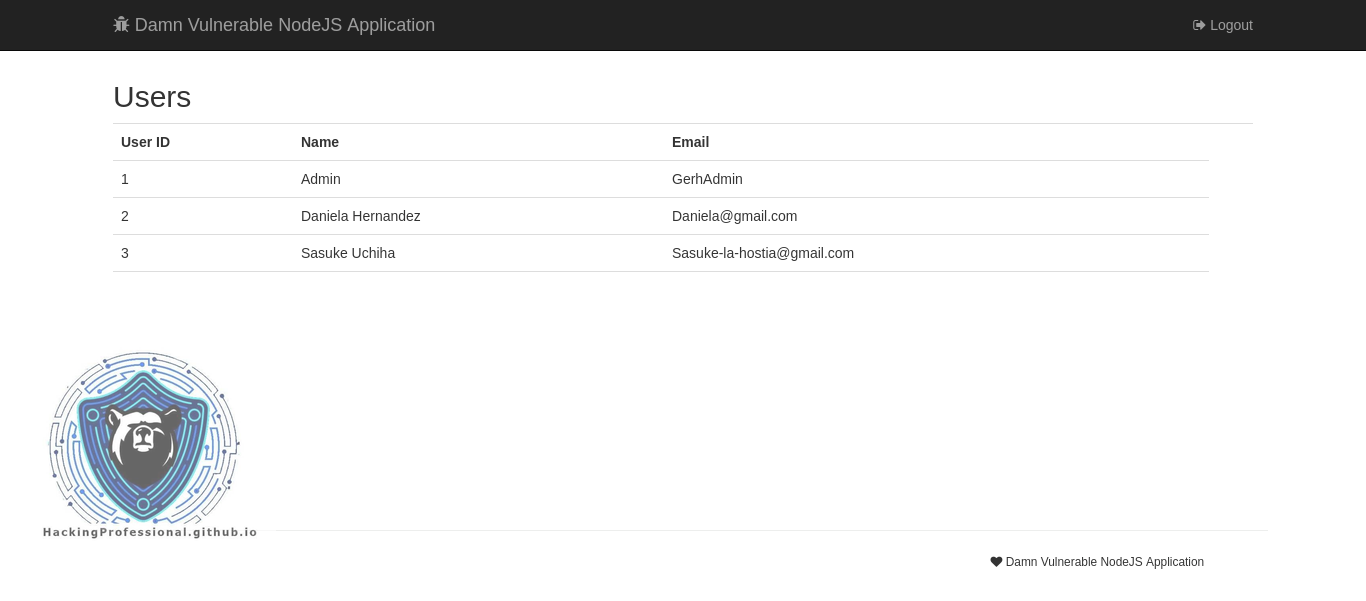 Damn Vulnerable NodeJS Application Logout
Users
User ID Name Email
1 Admin GerhAdmin
2 Daniela Hernandez Daniela@gmail.com
3 Sasuke Uchiha Sasuke-la-hostia@gmail.com
HackingProfessional.github.io
Damn Vulnerable NodeJS Application